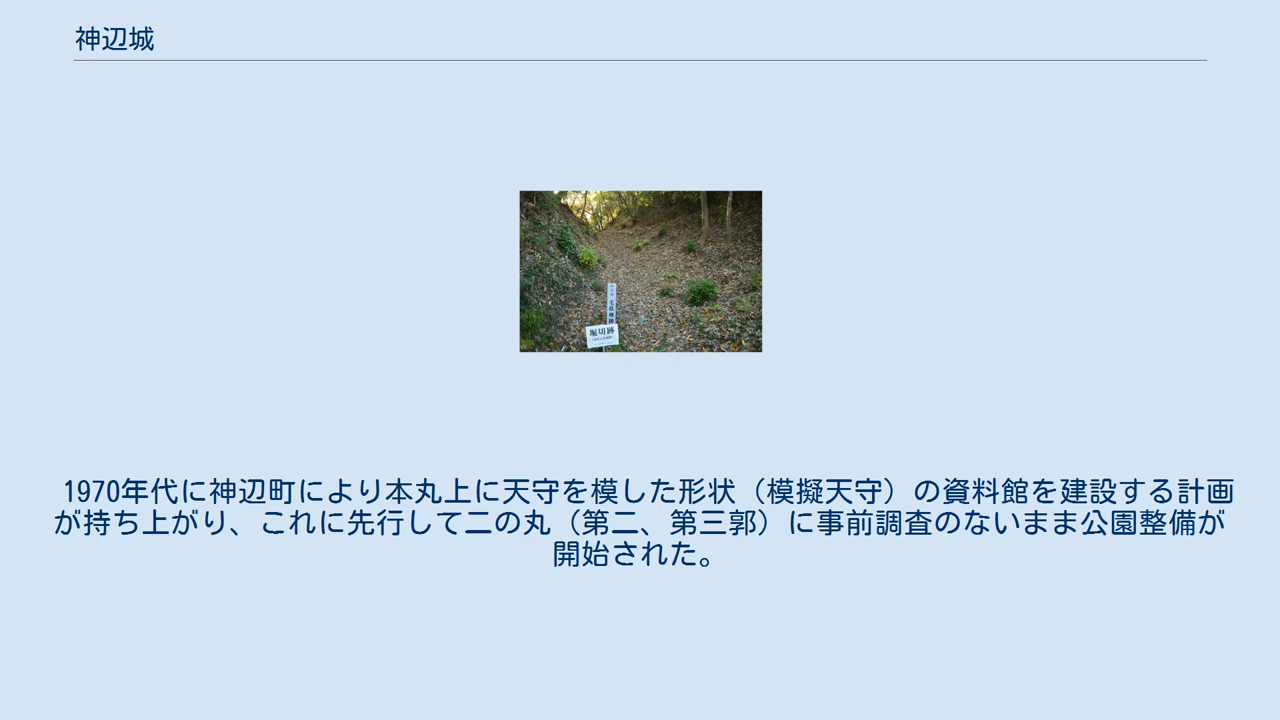 神辺城
堀切跡
1970年代に神辺町により本丸上に天守を模した形状（模擬天守）の資料館を建設する計画
が持ち上がり、これに先行して二の丸（第二、第三郭）に事前調査のないまま公園整備が
開始された。